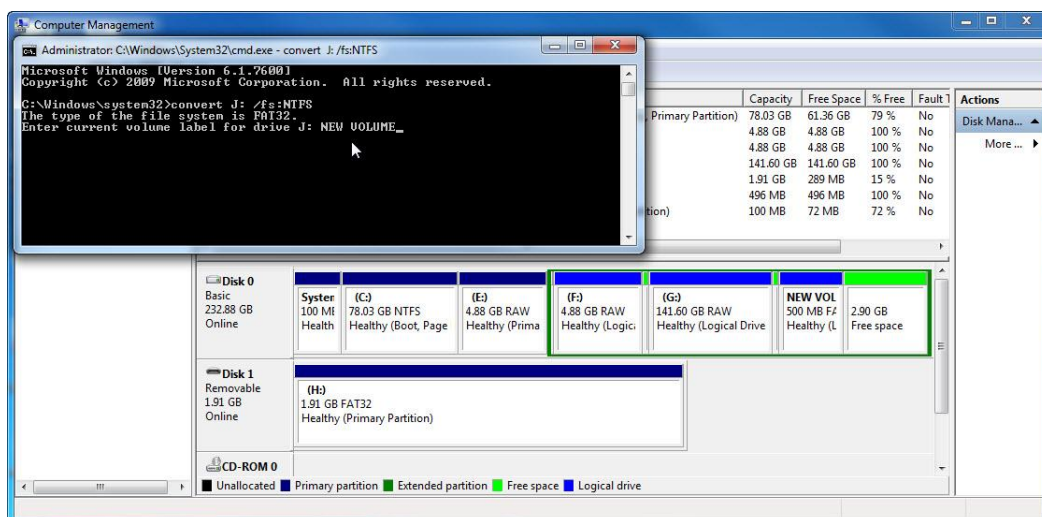 Computer Management
Administrator: C:\Windows\System32\cmd.exe - convert J: /fs:NTFS
Microsoft Windows [Version 6.1.7600]
Copyright (c) 2009 Microsoft Corporation. All rights reserved.
C:\Windows\system32>convert J: /fs:NTFS
The type of the file system is FAT32.
Enter current volume label for drive J: NEW VOLUME_
Capacity Free Space % Free Fault T
, Primary Partition) 78.03 GB 61.36 GB 79 % No
4.88 GB 4.88 GB 100 % No
4.88 GB 4.88 GB 100 % No
141.60 GB 141.60 GB 100 % No
1.91 GB 289 MB 15 % No
496 MB 496 MB 100 % No
tion) 100 MB 72 MB 72 % No
Actions
Disk Mana...
More ...
Disk 0
Basic
232.88 GB
Online
System
100 MB
Health
(C:)
78.03 GB NTFS
Healthy (Boot, Page
(E:)
4.88 GB RAW
Healthy (Prima
(F:)
4.88 GB RAW
Healthy (Logic
(G:)
141.60 GB RAW
Healthy (Logical Drive
NEW VOL
500 MB FA
Healthy (L
2.90 GB
Free space
Disk 1
Removable
1.91 GB
Online
(H:)
1.91 GB FAT32
Healthy (Primary Partition)
CD-ROM 0
Unallocated Primary partition Extended partition Free space Logical drive